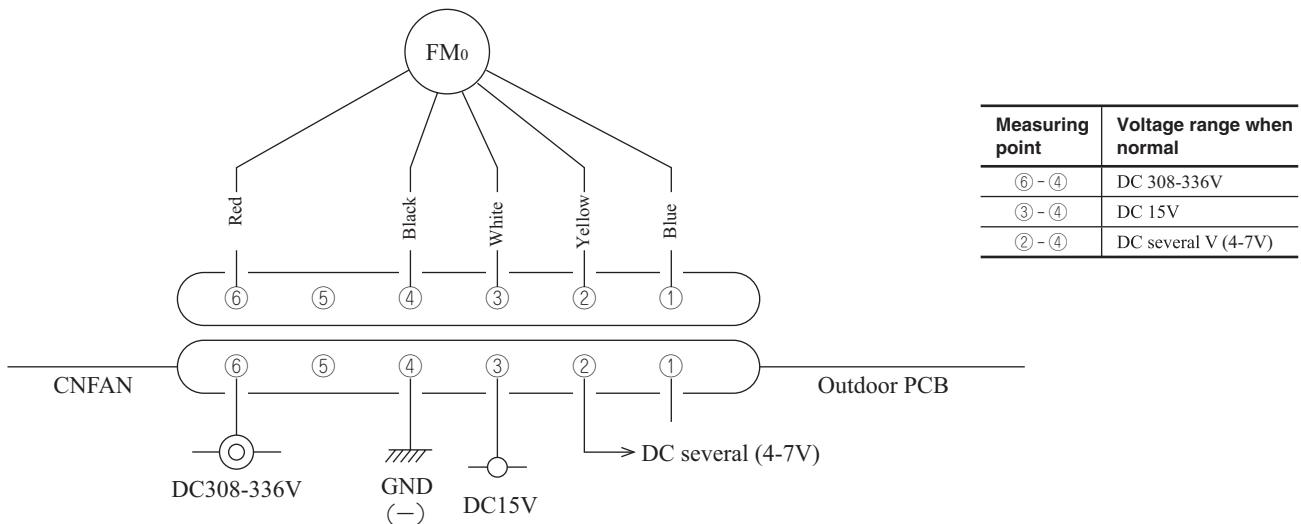 FM0
Red
Black
White
Yellow
Blue
⑥ ⑤ ④ ③ ② ①
⑥ ⑤ ④ ③ ② ①
CNFAN
Outdoor PCB
DC308-336V
GND
(—)
DC15V
DC several (4-7V)
Measuring point
Voltage range when normal
⑥ - ④ DC 308-336V
③ - ④ DC 15V
② - ④ DC several V (4-7V)